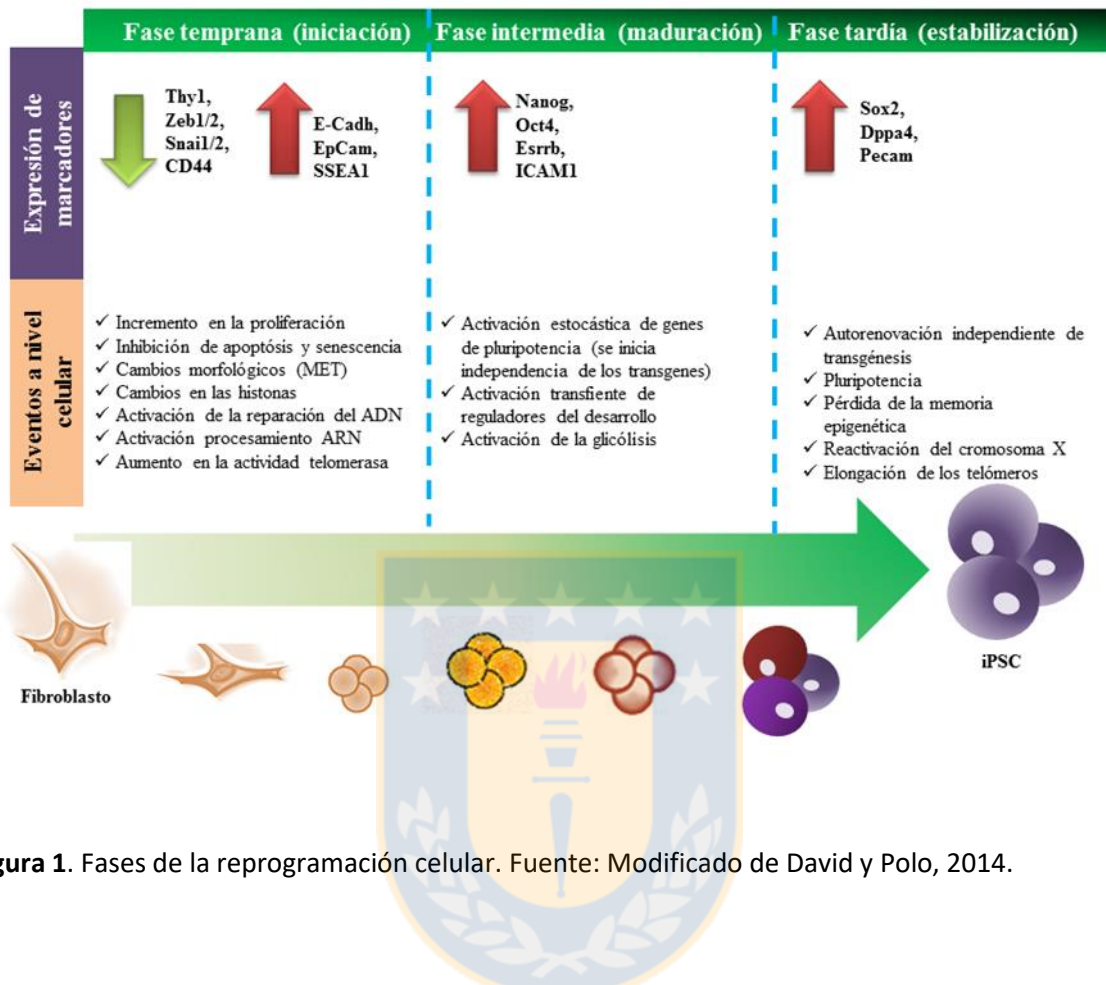 Fase temprana (iniciación)
Fase intermedia (maduración)
Fase tardía (estabilización)
Expresión de
marcadores
Thy1,
Zeb1/2,
Snai1/2,
CD44
E-Cadh,
EpCam,
SSEA1
Nanog,
Oct4,
Esrrb,
ICAM1
Sox2,
Dppa4,
Pecam
Eventos a nivel
celular
✓ Incremento en la proliferación
✓ Inhibición de apoptósis y senescencia
✓ Cambios morfológicos (MET)
✓ Cambios en las histonas
✓ Activación de la reparación del ADN
✓ Activación procesamiento ARN
✓ Aumento en la actividad telomerasa
✓ Activación estocástica de genes
de pluripotencia (se inicia
independencia de los transgenes)
✓ Activación transfiente de
reguladores del desarrollo
✓ Activación de la glicólisis
✓ Autorenovación independiente de
transgénesis
✓ Pluripotencia
✓ Pérdida de la memoria
epigenética
✓ Reactivación del cromosoma X
✓ Elongación de los telómeros
Fibroblasto
iPSC
gura 1. Fases de la reprogramación celular. Fuente: Modificado de David y Polo, 2014.